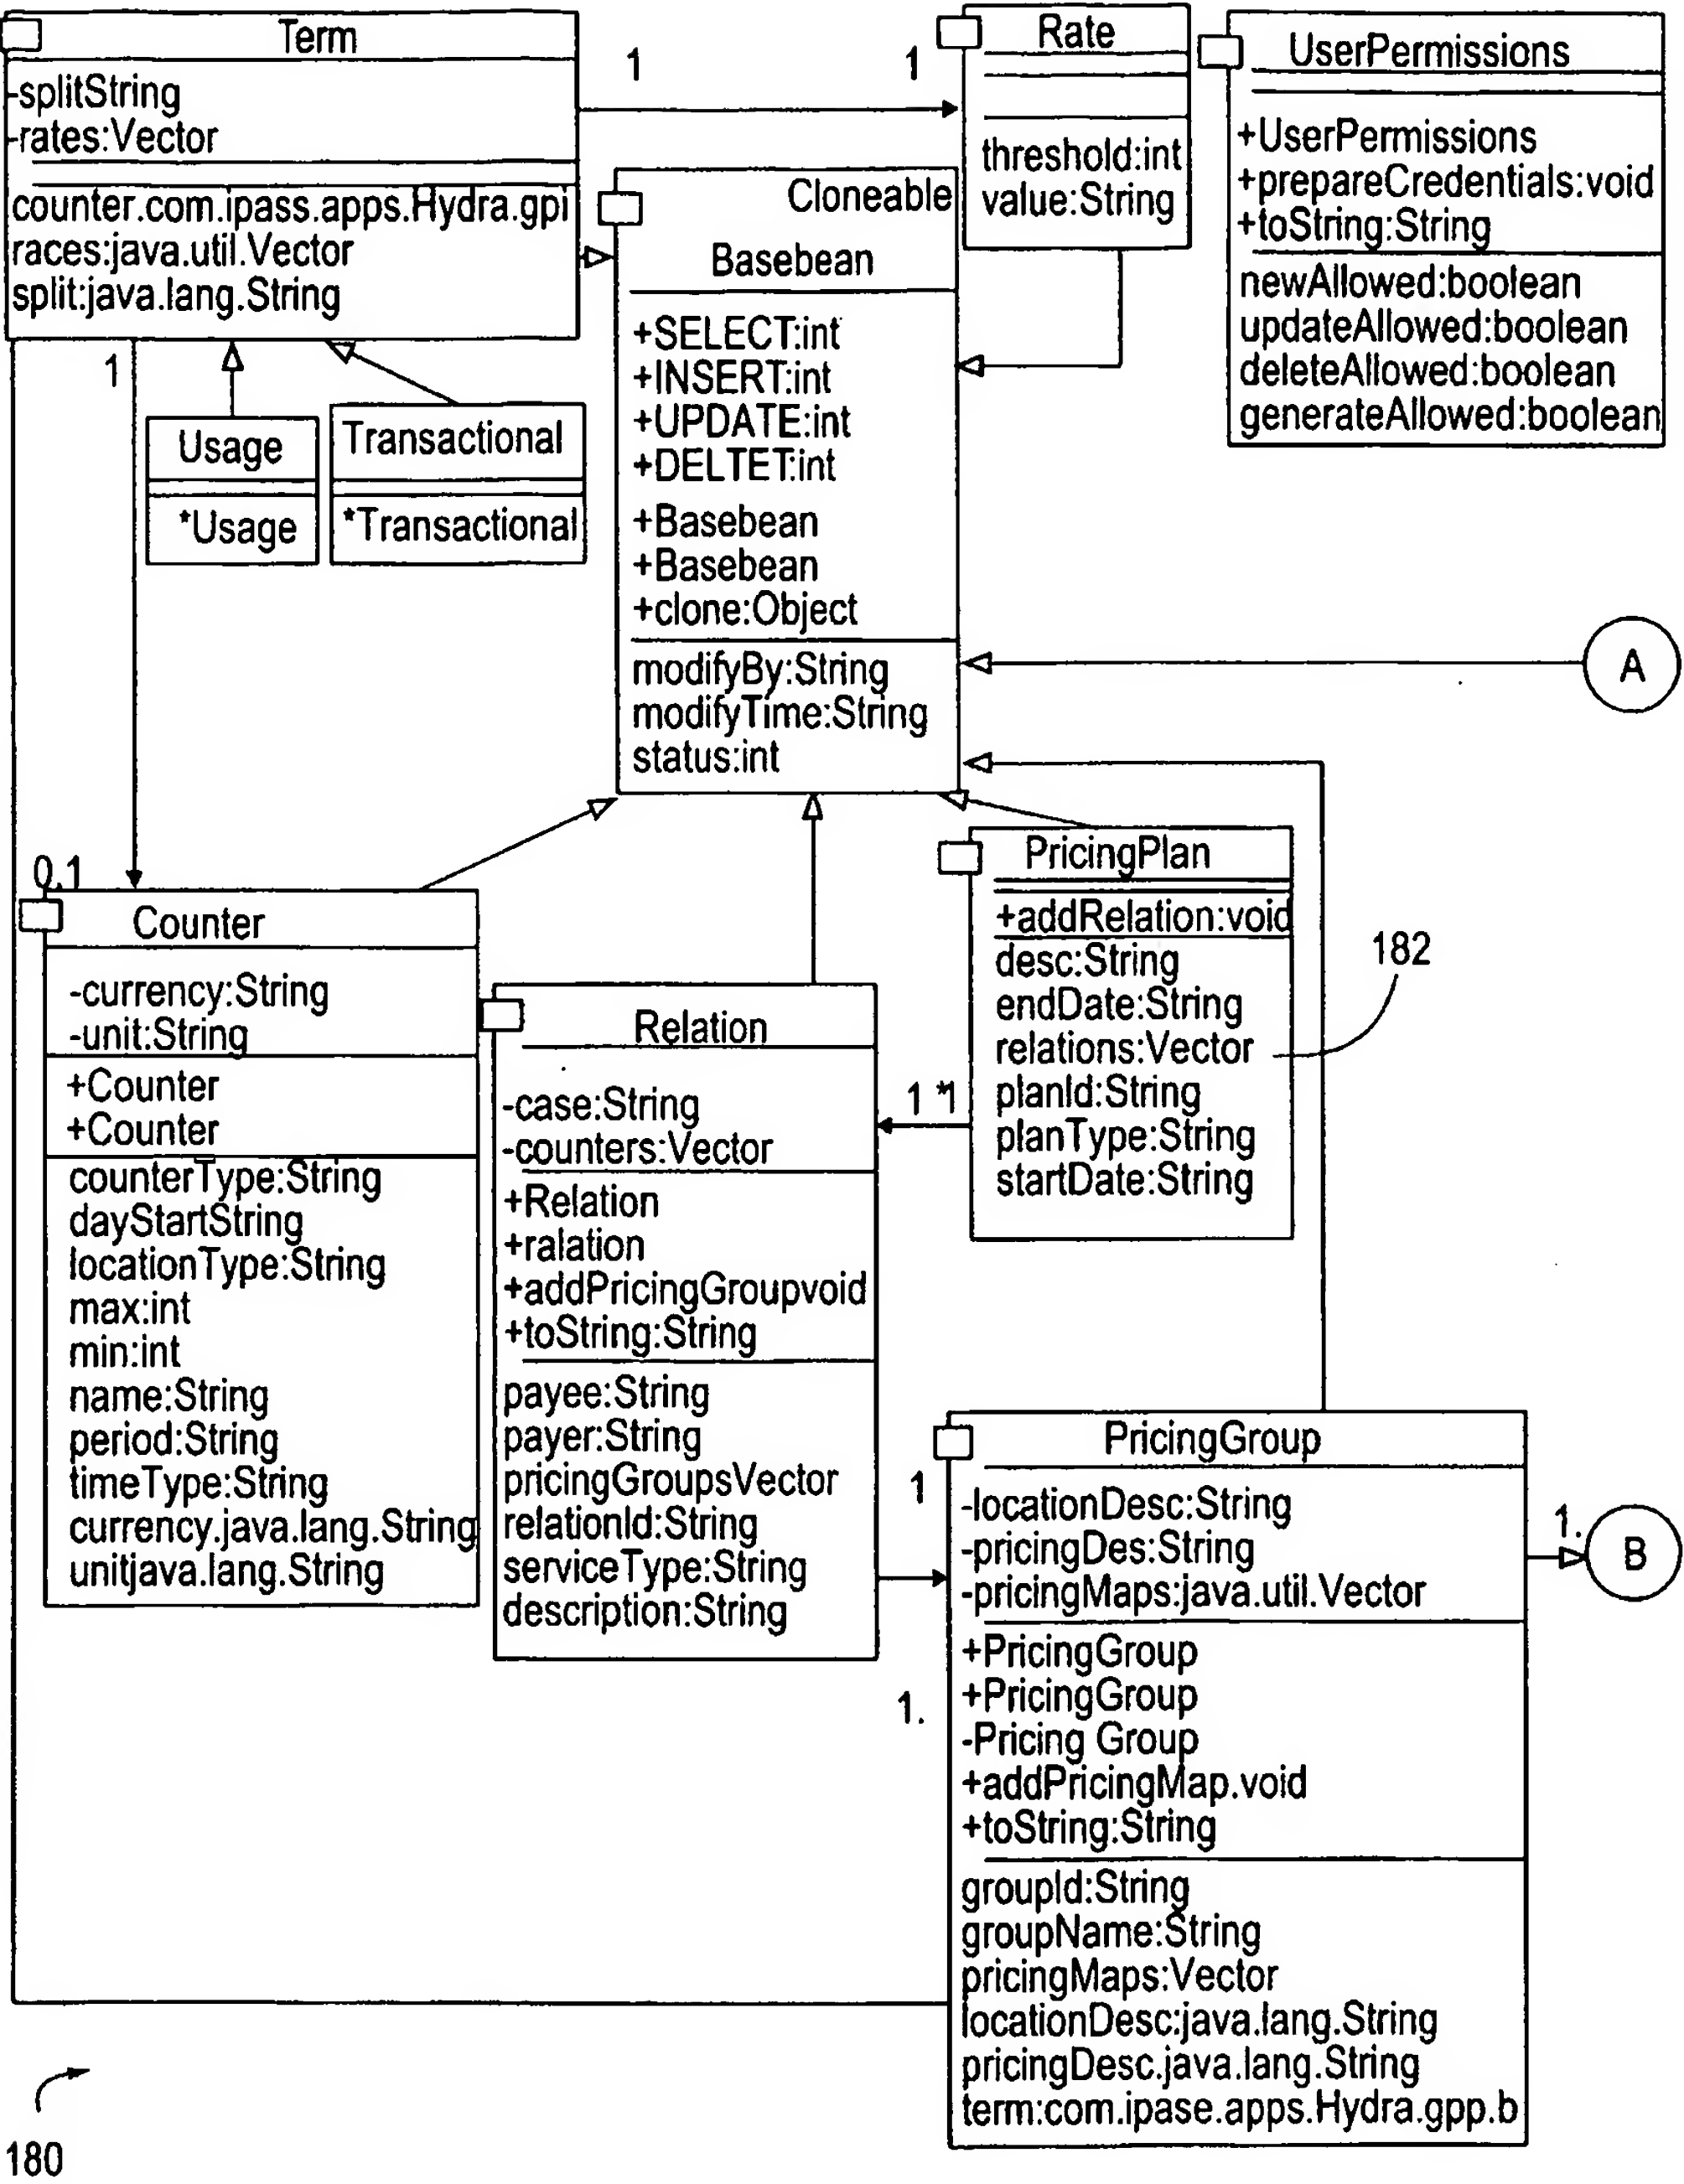 Term
-splitString
-rates:Vector
counter.com.ipass.apps.Hydra.gpi
races:java.util.Vector
split:java.lang.String
1
1
Rate
threshold:int
value:String
UserPermissions
+UserPermissions
+prepareCredentials:void
+toString:String
newAllowed:boolean
updateAllowed:boolean
deleteAllowed:boolean
generateAllowed:boolean
Cloneable
Basebean
+SELECT:int
+INSERT:int
+UPDATE:int
+DELTET:int
+Basebean
+Basebean
+clone:Object
modifyBy:String
modifyTime:String
status:int
1
Usage
*Usage
Transactional
*Transactional
A
0,1
Counter
-currency:String
-unit:String
+Counter
+Counter
counterType:String
dayStartString
locationType:String
max:int
min:int
name:String
period:String
timeType:String
currency.java.lang.String
unitjava.lang.String
Relation
-case:String
-counters:Vector
+Relation
+ralation
+addPricingGroupvoid
+toString:String
payee:String
payer:String
pricingGroupsVector
relationId:String
serviceType:String
description:String
1 *1
PricingPlan
+addRelation:void
desc:String
endDate:String
relations:Vector
planId:String
planType:String
startDate:String
182
1
1.
PricingGroup
-locationDesc:String
-pricingDes:String
-pricingMaps:java.util.Vector
+PricingGroup
+PricingGroup
-Pricing Group
+addPricingMap.void
+toString:String
groupId:String
groupName:String
pricingMaps:Vector
locationDesc:java.lang.String
pricingDesc.java.lang.String
term:com.ipase.apps.Hydra.gpp.b
1.
B
180